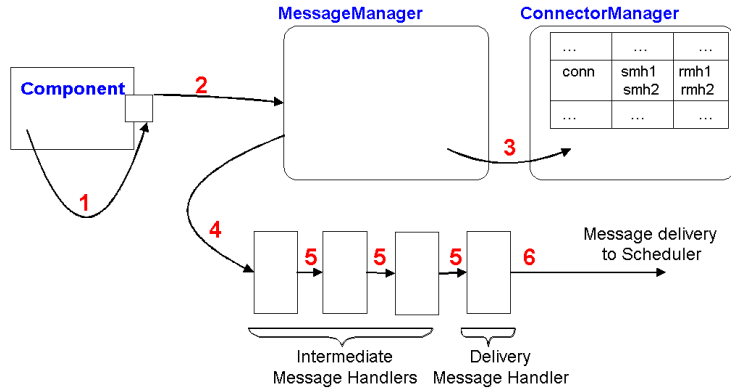 MessageManager
ConnectorManager
Component
2
… … …
conn smh1 rmh1
smh2 rmh2
… … …
3
1
4
5 5 5 6
Message delivery
to Scheduler
Intermediate
Message Handlers
Delivery
Message Handler